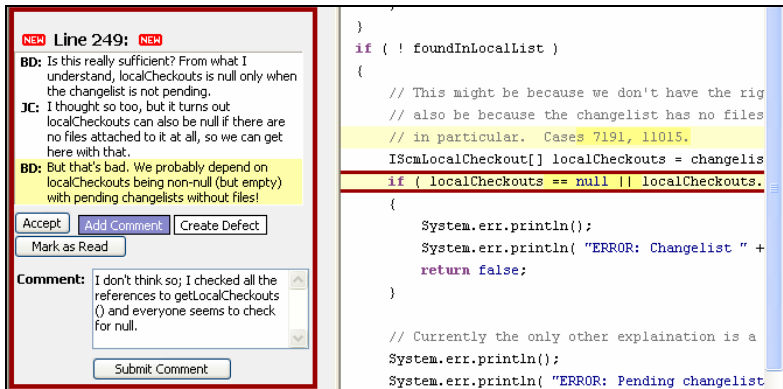 NEW Line 249: NEW
BD: Is this really sufficient? From what I
understand, localCheckouts is null only when
the changelist is not pending.
JC: I thought so too, but it turns out
localCheckouts can also be null if there are
no files attached to it at all, so we can get
here with that.
BD: But that's bad. We probably depend on
localCheckouts being non-null (but empty)
with pending changelists without files!
Accept Add Comment Create Defect
Mark as Read
Comment: I don't think so; I checked all the
references to getLocalCheckouts
() and everyone seems to check
for null.
Submit Comment
}
if ( ! foundInLocalList )
{
// This might be because we don't have the rig
// also be because the changelist has no files
// in particular.  Cases 7191, 11015.
IScmLocalCheckout[] localCheckouts = changelis
if ( localCheckouts == null || localCheckouts.
{
System.err.println();
System.err.println( "ERROR: Changelist " +
return false;
}
// Currently the only other explaination is a
System.err.println();
System.err.println( "ERROR: Pending changelist